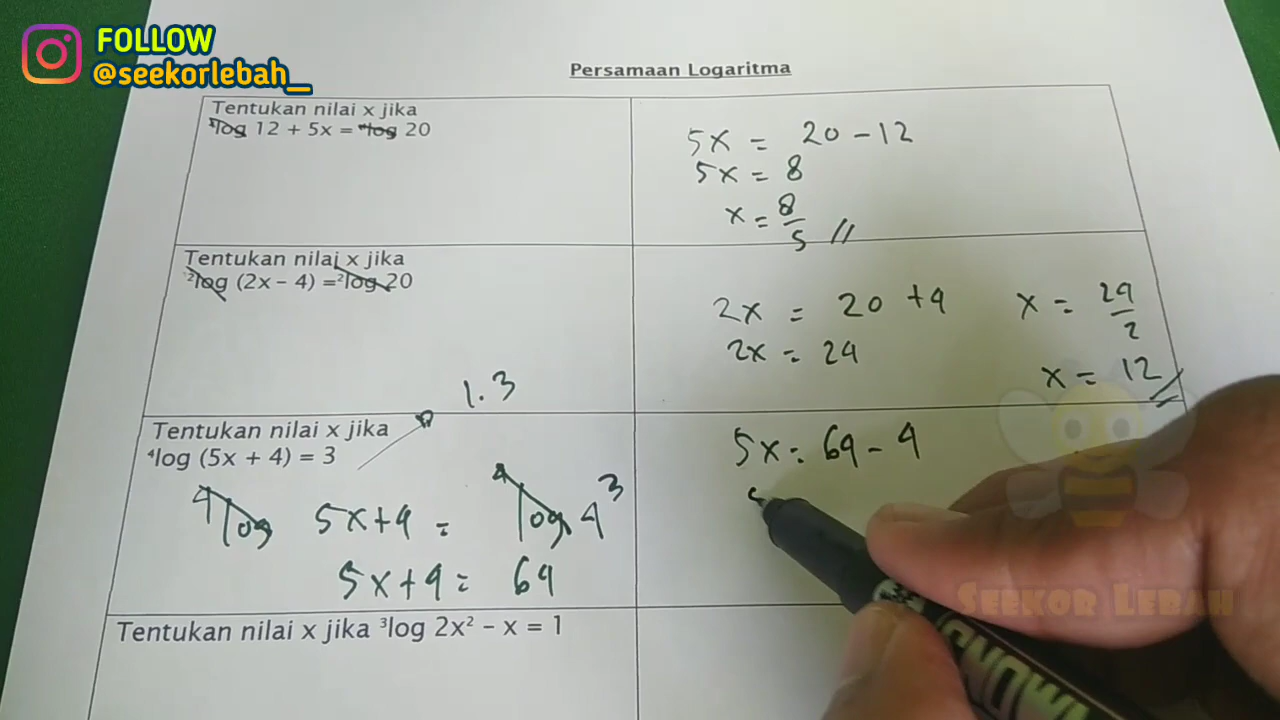 FOLLOW
@seekorlebah_
Persamaan Logaritma
Tentukan nilai x jika
⁴log 12 + 5x = ⁴log 20
5x = 20 - 12
5x = 8
x = 8/5 //
Tentukan nilai x jika
²log (2x – 4) = ²log 20
2x = 20 + 4
2x = 24
x = 24/2
x = 12 //
1.3
Tentukan nilai x jika
⁴log (5x + 4) = 3
⁴log 5x+4 = ⁴log 4³
5x+4 = 64
5x = 64 - 4
Tentukan nilai x jika ³log 2x² – x = 1
SEEKOR LEBAH